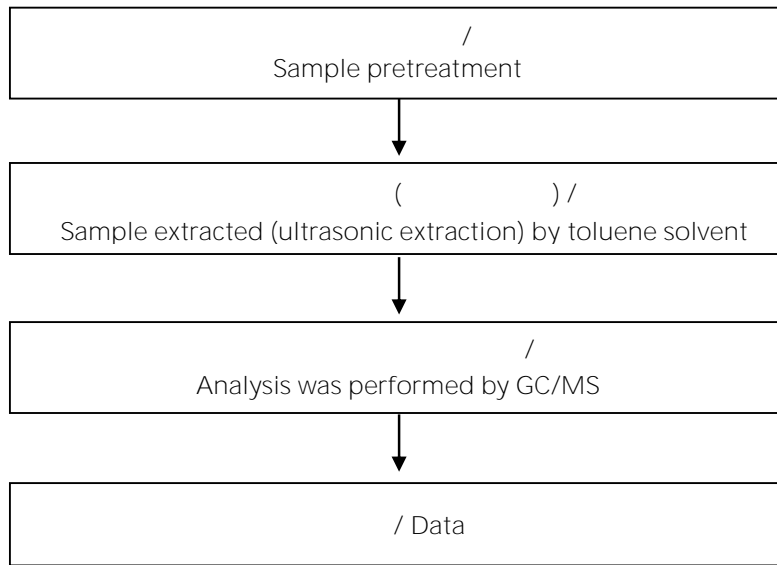 /
Sample pretreatment
( ) /
Sample extracted (ultrasonic extraction) by toluene solvent
/
Analysis was performed by GC/MS
/ Data